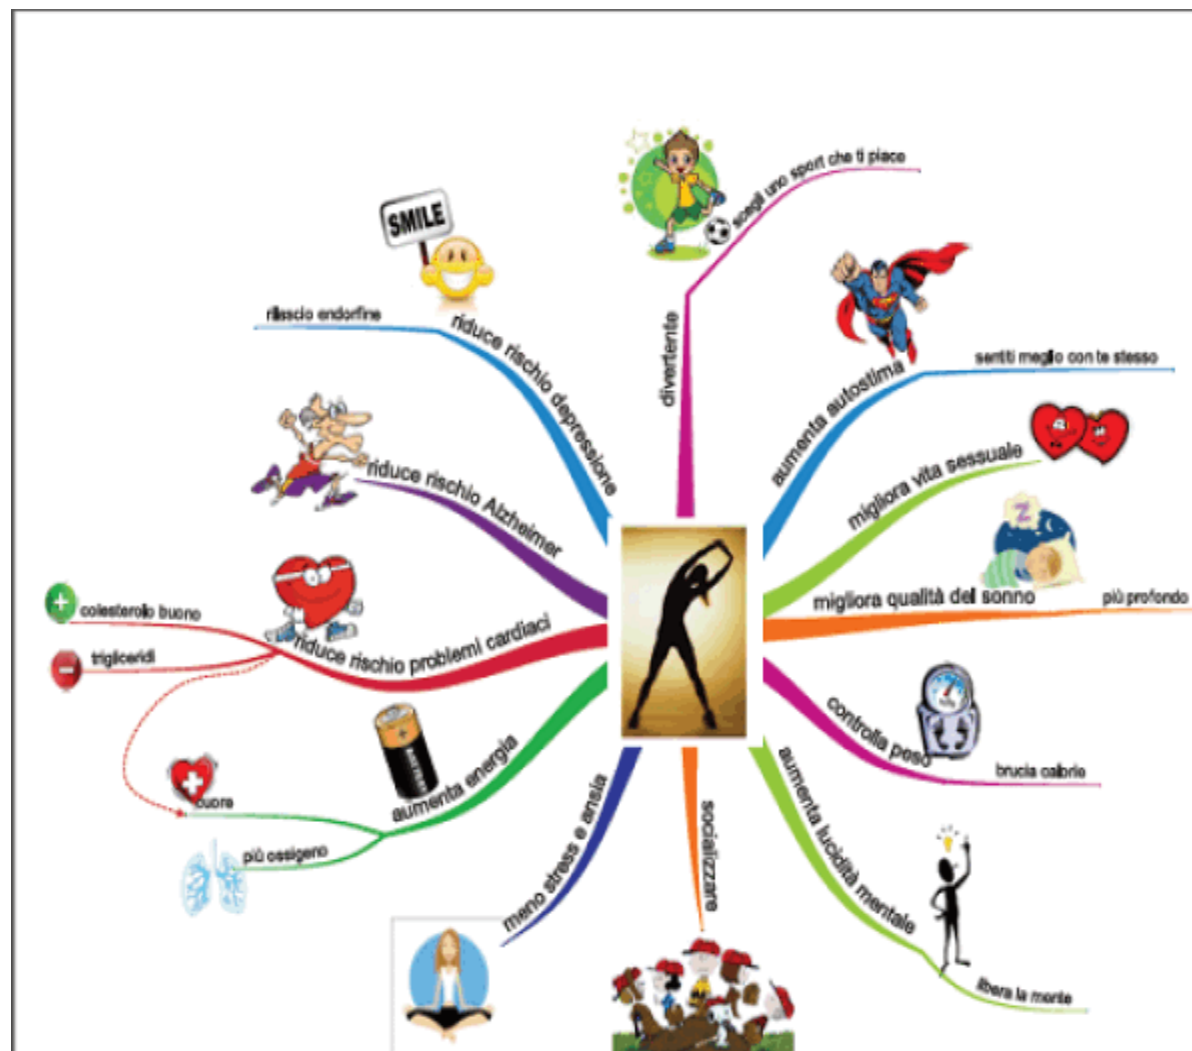 scegli uno sport che ti piace
divertente
SMILE
riduce rischio depressione
rilascio endorfine
aumenta autostima
sentiti meglio con te stesso
migliora vita sessuale
riduce rischio Alzheimer
Z
migliora qualità del sonno
più profondo
riduce rischio problemi cardiaci
+
colesterolo buono
-
trigliceridi
controlla peso
brucia calorie
aumenta energia
+
cuore
più ossigeno
meno stress e ansia
socializzare
aumenta lucidità mentale
libera la mente